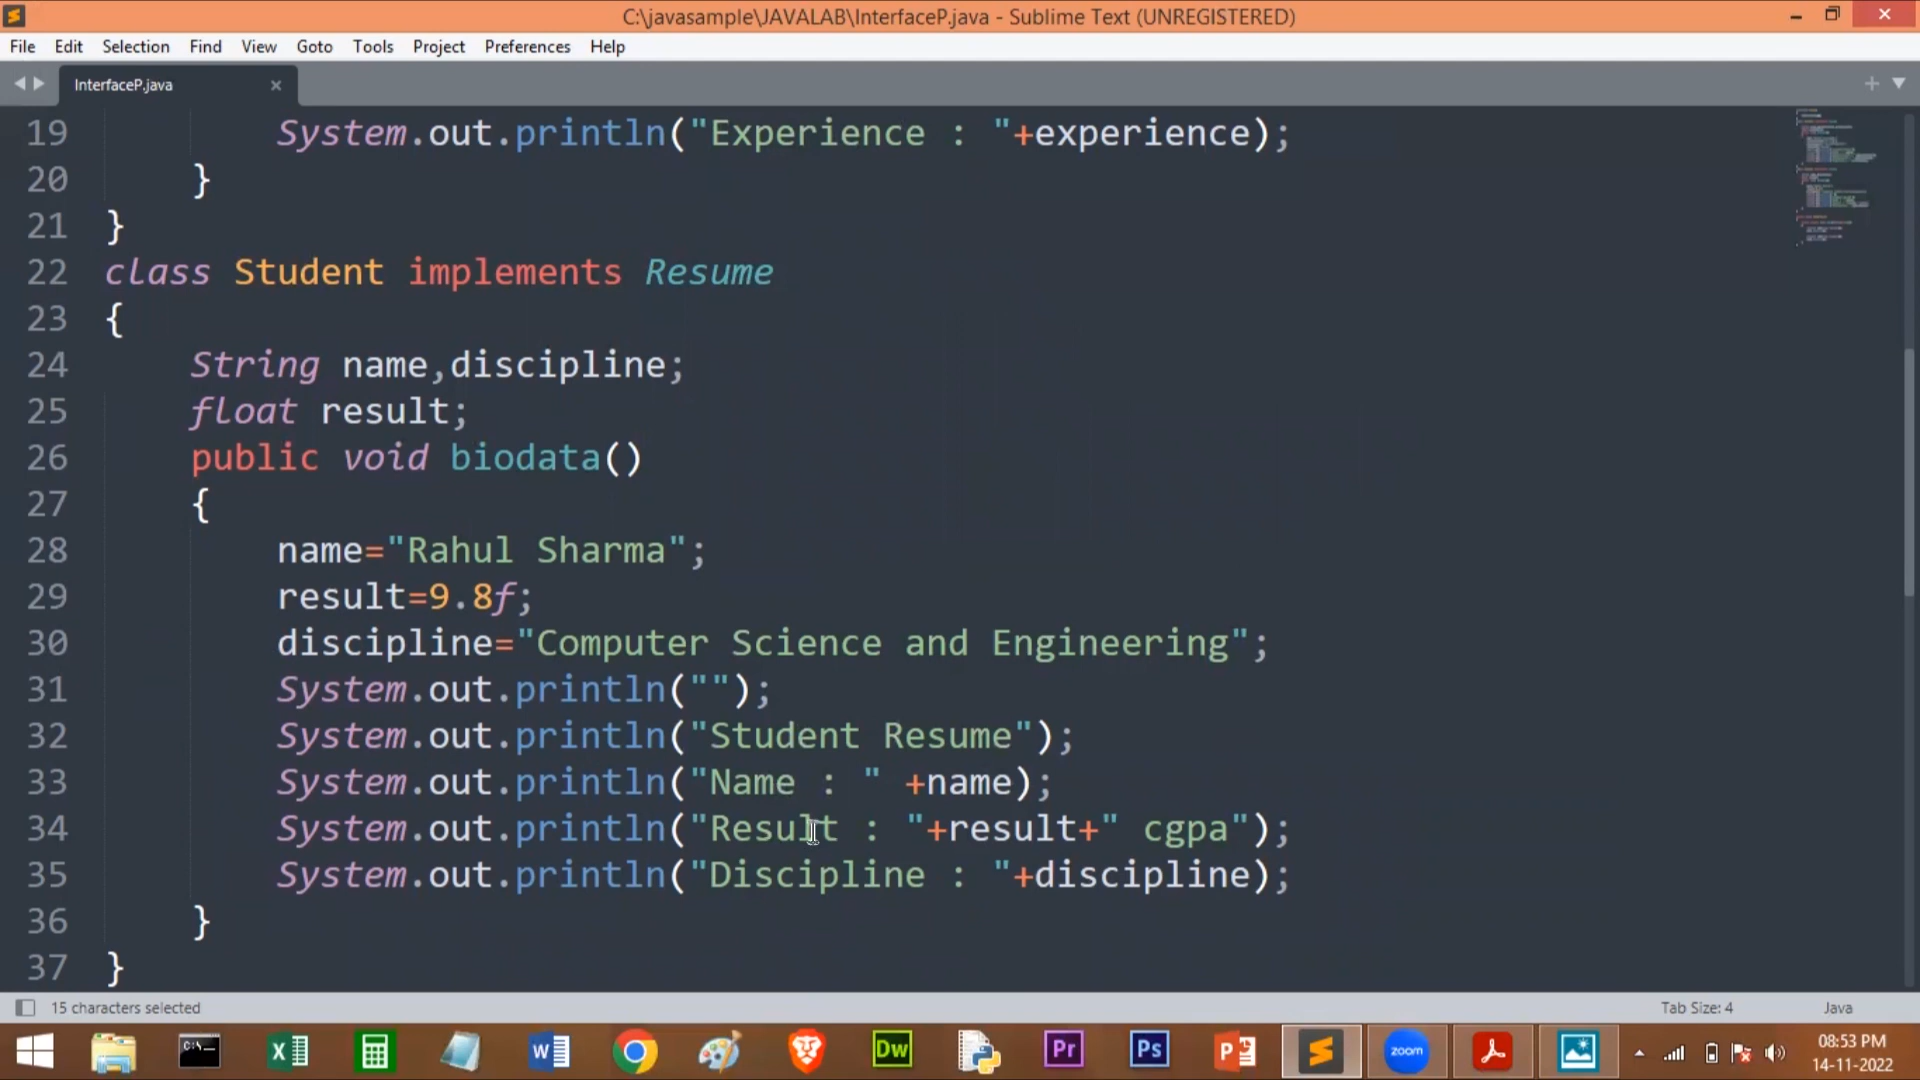 C:\javasample\JAVALAB\InterfaceP.java - Sublime Text (UNREGISTERED)
File Edit Selection Find View Goto Tools Project Preferences Help
InterfaceP.java
19 System.out.println("Experience : "+experience);
20 }
21 }
22 class Student implements Resume
23 {
24 String name,discipline;
25 float result;
26 public void biodata()
27 {
28 name="Rahul Sharma";
29 result=9.8f;
30 discipline="Computer Science and Engineering";
31 System.out.println("");
32 System.out.println("Student Resume");
33 System.out.println("Name : " +name);
34 System.out.println("Result : "+result+" cgpa");
35 System.out.println("Discipline : "+discipline);
36 }
37 }
15 characters selected Tab Size: 4 Java
C:\_ X W Dw Pr Ps P zoom 08:53 PM
14-11-2022